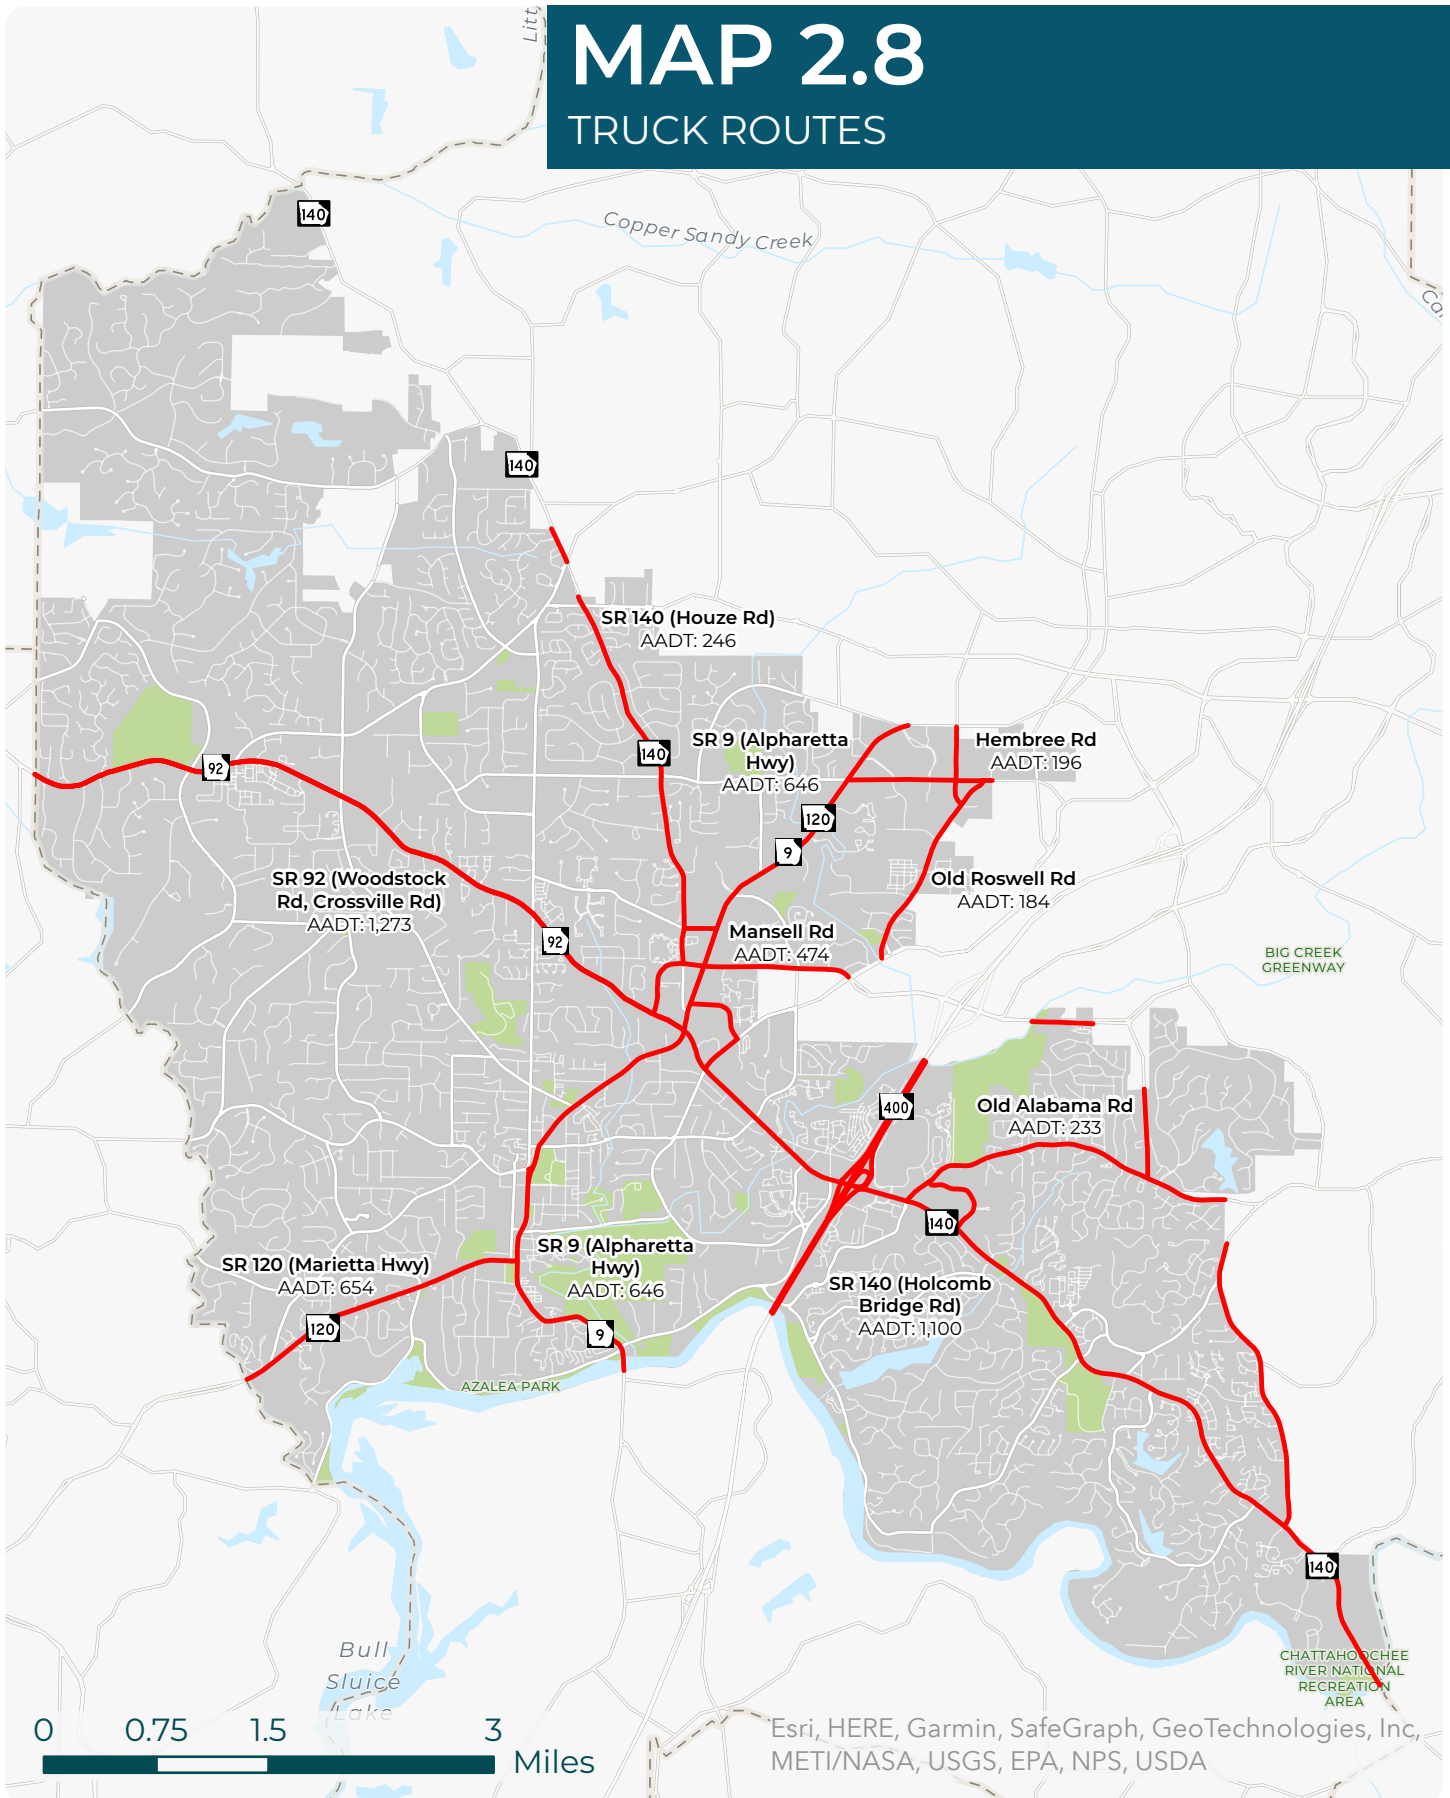 MAP 2.8
TRUCK ROUTES
140
Copper Sandy Creek
140
SR 140 (Houze Rd)
AADT: 246
140
SR 9 (Alpharetta
Hwy)
AADT: 646
Hembree Rd
AADT: 196
92
120
9
SR 92 (Woodstock
Rd, Crossville Rd)
AADT: 1,273
Old Roswell Rd
AADT: 184
92
Mansell Rd
AADT: 474
BIG CREEK
GREENWAY
400
Old Alabama Rd
AADT: 233
140
SR 120 (Marietta Hwy)
AADT: 654
SR 9 (Alpharetta
Hwy)
AADT: 646
SR 140 (Holcomb
Bridge Rd)
AADT: 1,100
120
9
AZALEA PARK
140
Bull
Sluice
Lake
CHATTAHOOCHEE
RIVER NATIONAL
RECREATION
AREA
0 0.75 1.5 3
Miles
Esri, HERE, Garmin, SafeGraph, GeoTechnologies, Inc,
METI/NASA, USGS, EPA, NPS, USDA